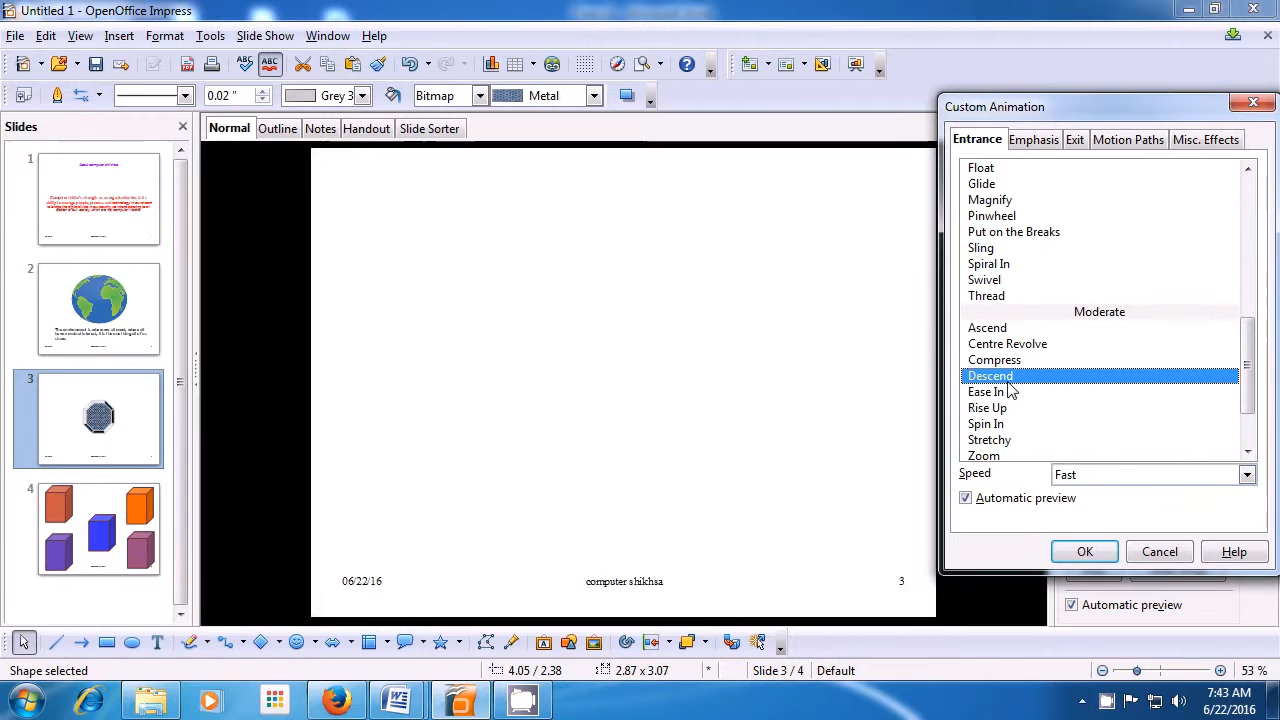 Untitled 1 - OpenOffice Impress
File Edit View Insert Format Tools Slide Show Window Help
ABC ABC
0.02 " Grey 3 Bitmap Metal
Slides
Normal Outline Notes Handout Slide Sorter
1
2
3
4
06/22/16 computer shikhsa 3
Custom Animation
Entrance Emphasis Exit Motion Paths Misc. Effects
Float
Glide
Magnify
Pinwheel
Put on the Breaks
Sling
Spiral In
Swivel
Thread
Moderate
Ascend
Centre Revolve
Compress
Descend
Ease In
Rise Up
Spin In
Stretchy
Zoom
Speed Fast
Automatic preview
OK Cancel Help
Automatic preview
Shape selected 4.05 / 2.38 2.87 x 3.07 * Slide 3 / 4 Default 53 %
7:43 AM
6/22/2016